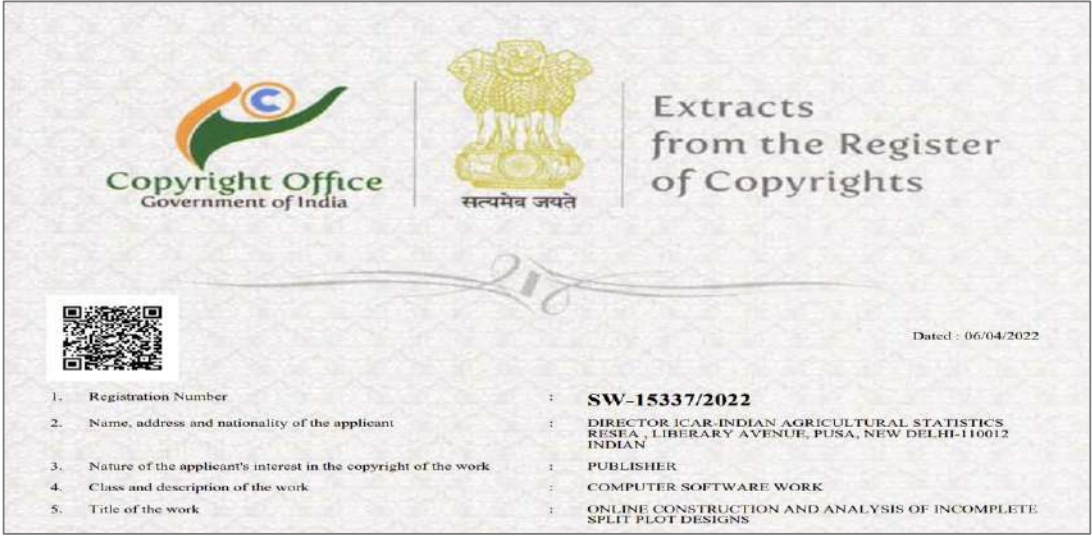 Extracts
from the Register
of Copyrights
C
Copyright Office
Government of India
सत्यमेव जयते
Dated : 06/04/2022
1. Registration Number : SW-15337/2022
2. Name, address and nationality of the applicant : DIRECTOR ICAR-INDIAN AGRICULTURAL STATISTICS
RESEA , LIBERARY AVENUE, PUSA, NEW DELHI-110012
INDIAN
3. Nature of the applicant's interest in the copyright of the work : PUBLISHER
4. Class and description of the work : COMPUTER SOFTWARE WORK
5. Title of the work : ONLINE CONSTRUCTION AND ANALYSIS OF INCOMPLETE
SPLIT PLOT DESIGNS